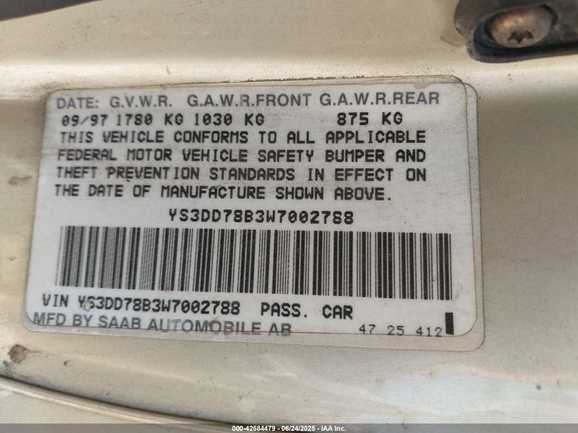 DATE: G.V.W.R. G.A.W.R.FRONT G.A.W.R.REAR
09/97 1780 KG 1030 KG 875 KG
THIS VEHICLE CONFORMS TO ALL APPLICABLE
FEDERAL MOTOR VEHICLE SAFETY BUMPER AND
THEFT PREVENTION STANDARDS IN EFFECT ON
THE DATE OF MANUFACTURE SHOWN ABOVE.
YS3DD78B3W7002788
VIN YS3DD78B3W7002788 PASS. CAR
MFD BY SAAB AUTOMOBILE AB
47 25 412
000-42584479 - 06/24/2025 - IAA Inc.